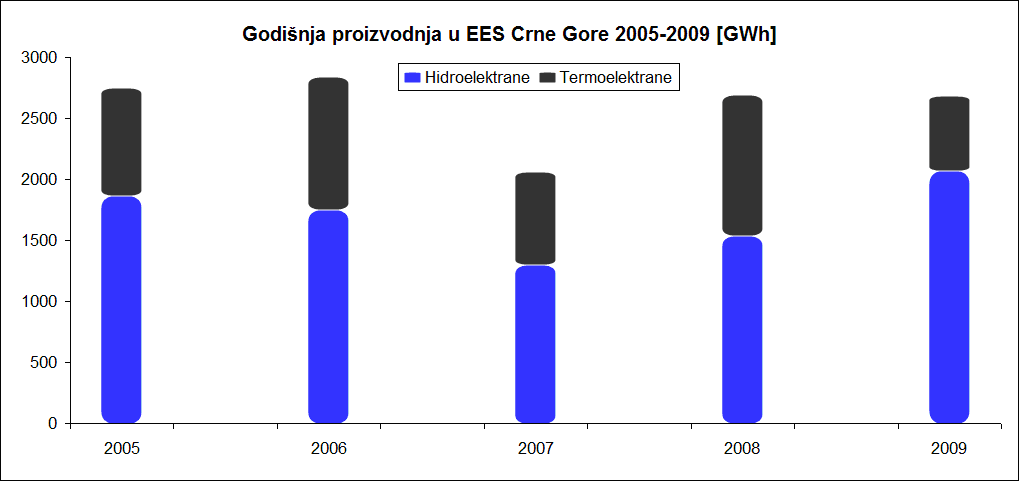 Godišnja proizvodnja u EES Crne Gore 2005-2009 [GWh]
Hidroelektrane Termoelektrane
3000
2500
2000
1500
1000
500
0
2005 2006 2007 2008 2009